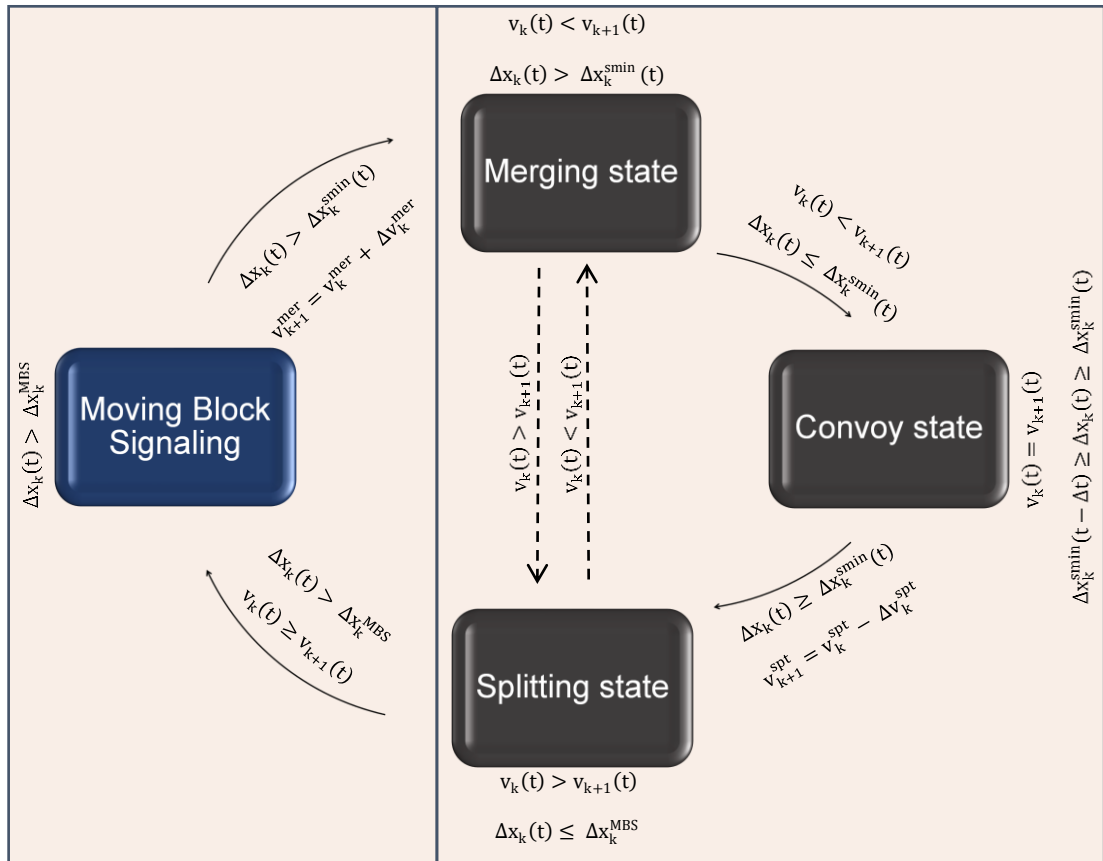 v_k(t) < v_{k+1}(t)
Δx_k(t) > Δx_k^{smin}(t)
Merging state
Δx_k(t) > Δx_k^{smin}(t)
v_{k+1}^{mer} = v_k^{mer} + Δv_k^{mer}
v_k(t) < v_{k+1}(t)
Δx_k(t) ≤ Δx_k^{smin}(t)
Δx_k(t) > Δx_k^{MBS}
Moving Block
Signaling
v_k(t) > v_{k+1}(t)
v_k(t) < v_{k+1}(t)
Convoy state
v_k(t) = v_{k+1}(t)
Δx_k^{smin}(t − Δt) ≥ Δx_k(t) ≥ Δx_k^{smin}(t)
Δx_k(t) > Δx_k^{MBS}
v_k(t) ≥ v_{k+1}(t)
Δx_k(t) ≥ Δx_k^{smin}(t)
v_{k+1}^{spt} = v_k^{spt} − Δv_k^{spt}
Splitting state
v_k(t) > v_{k+1}(t)
Δx_k(t) ≤ Δx_k^{MBS}